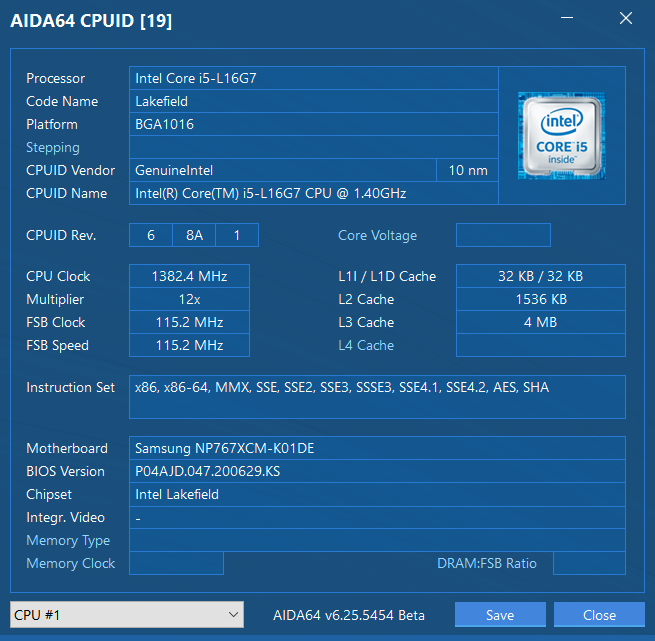 AIDA64 CPUID [19]
Processor Intel Core i5-L16G7
Code Name Lakefield
Platform BGA1016
Stepping
CPUID Vendor GenuineIntel 10 nm
CPUID Name Intel(R) Core(TM) i5-L16G7 CPU @ 1.40GHz
intel
CORE i5
inside™
CPUID Rev. 6 8A 1 Core Voltage
CPU Clock 1382.4 MHz L1I / L1D Cache 32 KB / 32 KB
Multiplier 12x L2 Cache 1536 KB
FSB Clock 115.2 MHz L3 Cache 4 MB
FSB Speed 115.2 MHz L4 Cache
Instruction Set x86, x86-64, MMX, SSE, SSE2, SSE3, SSSE3, SSE4.1, SSE4.2, AES, SHA
Motherboard Samsung NP767XCM-K01DE
BIOS Version P04AJD.047.200629.KS
Chipset Intel Lakefield
Integr. Video -
Memory Type
Memory Clock DRAM:FSB Ratio
CPU #1 AIDA64 v6.25.5454 Beta Save Close